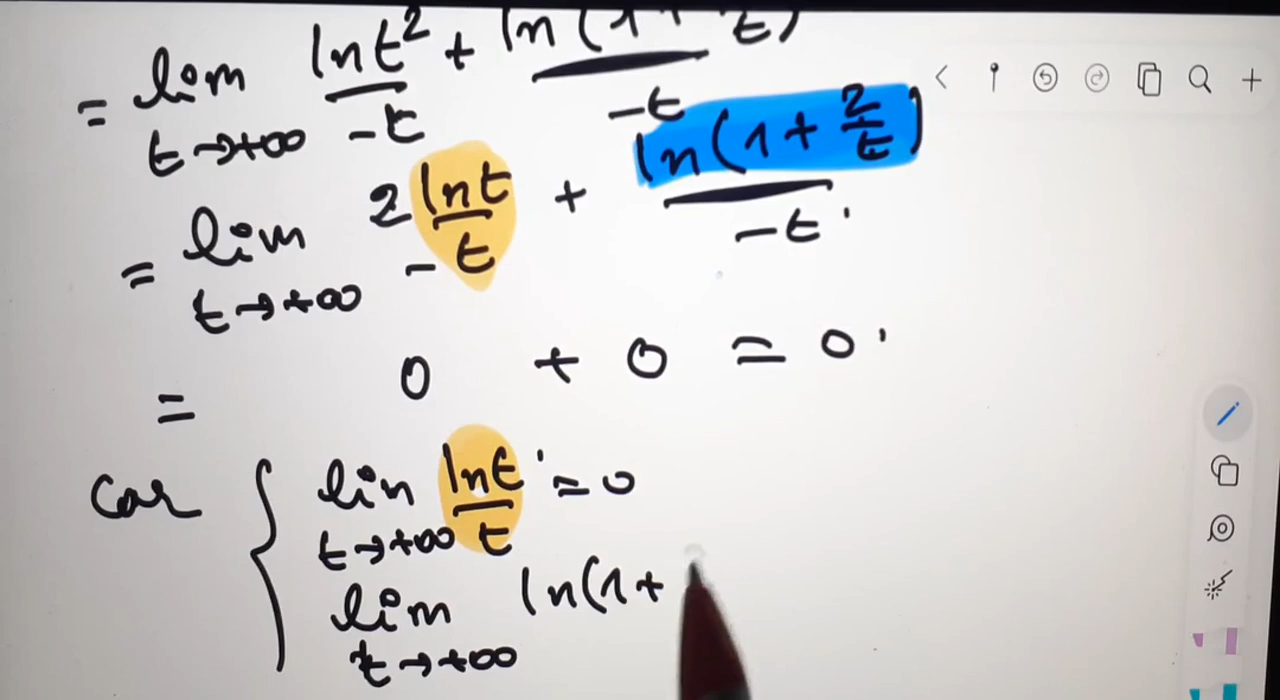 = lim t→+∞ ln t² / -t + ln(1+ t) / -t
= lim t→+∞ 2 ln t / -t + ln(1 + 2/t) / -t
= 0 + 0 = 0
Car { lim t→+∞ ln t / t = 0
lim t→+∞ ln(1+